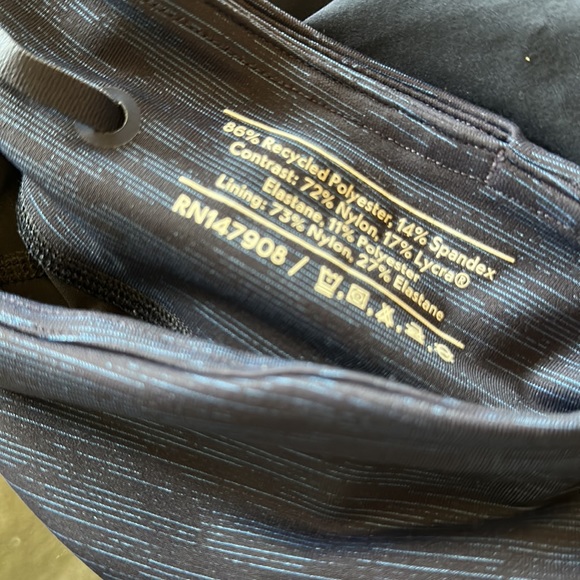 86% Recycled Polyester, 14% Spandex
Contrast: 72% Nylon, 17% Lycra®
Elastane, 11% Polyester
Lining: 73% Nylon, 27% Elastane
RN147908 /